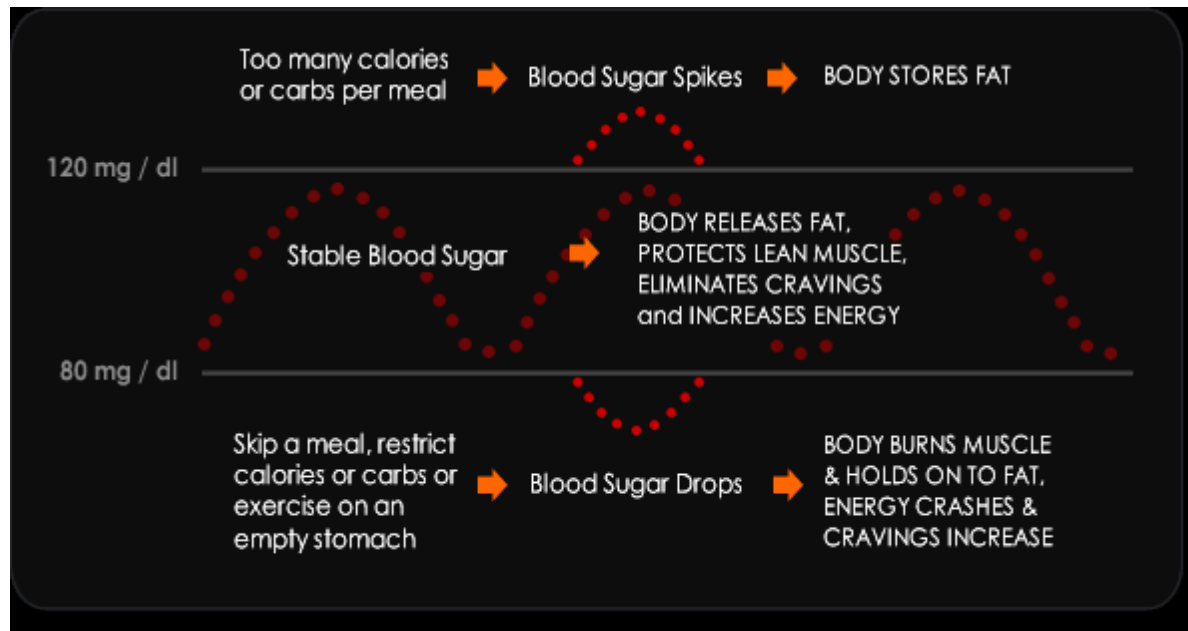 Too many calories
or carbs per meal
Blood Sugar Spikes
BODY STORES FAT
120 mg / dl
Stable Blood Sugar
BODY RELEASES FAT,
PROTECTS LEAN MUSCLE,
ELIMINATES CRAVINGS
and INCREASES ENERGY
80 mg / dl
Skip a meal, restrict
calories or carbs or
exercise on an
empty stomach
Blood Sugar Drops
BODY BURNS MUSCLE
& HOLDS ON TO FAT,
ENERGY CRASHES &
CRAVINGS INCREASE